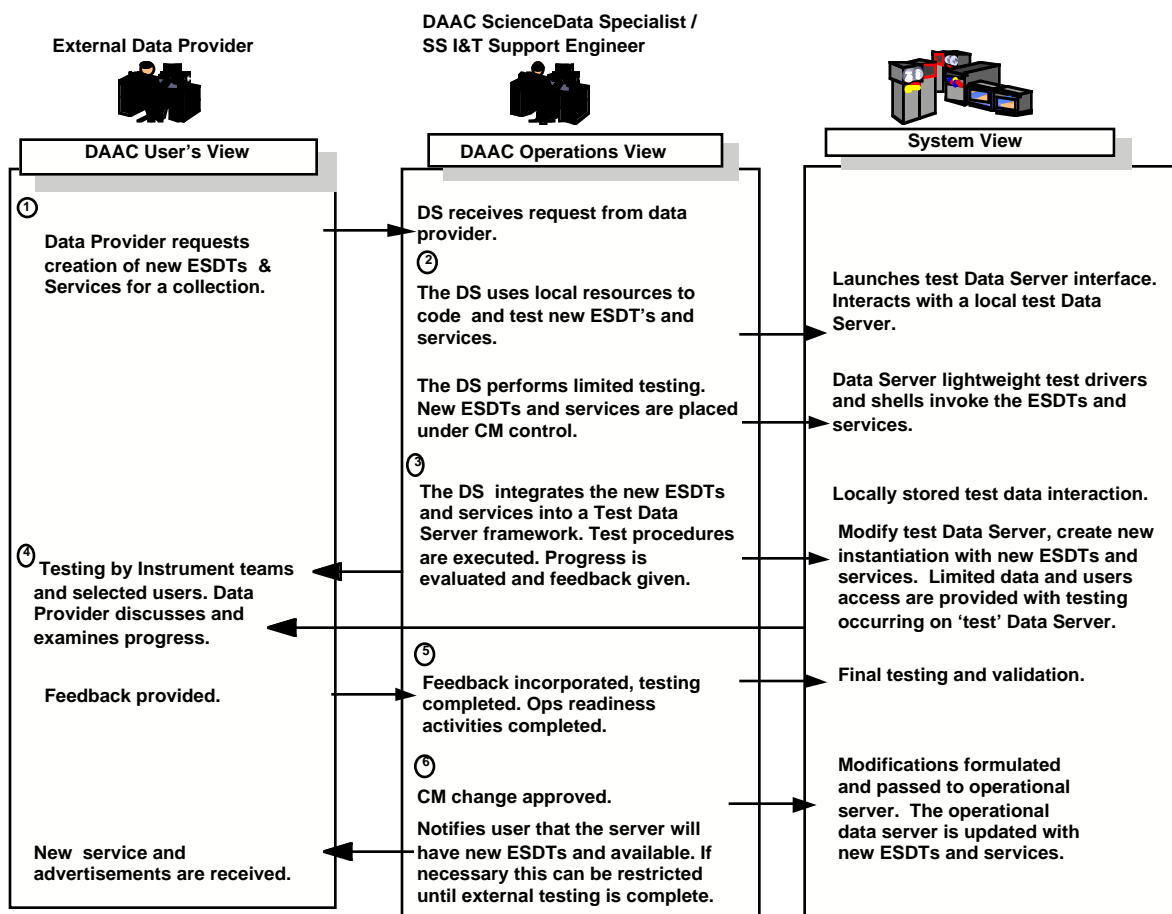 External Data Provider
DAAC ScienceData Specialist /
SS I&T Support Engineer
DAAC User's View
DAAC Operations View
System View
1
Data Provider requests
creation of new ESDTs &
Services for a collection.
DS receives request from data
provider.
2
The DS uses local resources to
code and test new ESDT's and
services.
Launches test Data Server interface.
Interacts with a local test Data
Server.
The DS performs limited testing.
New ESDTs and services are placed
under CM control.
Data Server lightweight test drivers
and shells invoke the ESDTs and
services.
3
The DS integrates the new ESDTs
and services into a Test Data
Server framework. Test procedures
are executed. Progress is
evaluated and feedback given.
Locally stored test data interaction.
Modify test Data Server, create new
instantiation with new ESDTs and
services. Limited data and users
access are provided with testing
occurring on 'test' Data Server.
4
Testing by Instrument teams
and selected users. Data
Provider discusses and
examines progress.
Feedback provided.
5
Feedback incorporated, testing
completed. Ops readiness
activities completed.
Final testing and validation.
6
CM change approved.
Notifies user that the server will
have new ESDTs and available. If
necessary this can be restricted
until external testing is complete.
Modifications formulated
and passed to operational
server. The operational
data server is updated with
new ESDTs and services.
New service and
advertisements are received.